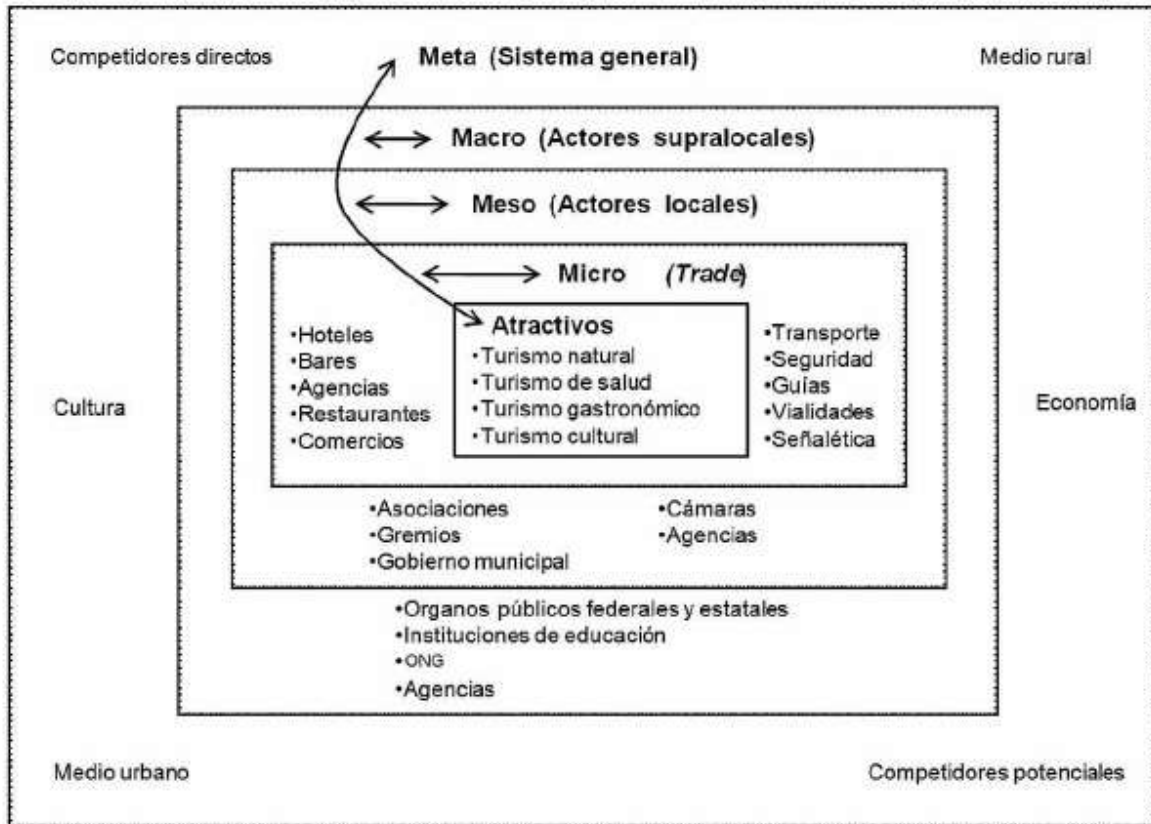 Competidores directos
Meta (Sistema general)
Medio rural
Macro (Actores supralocales)
Meso (Actores locales)
Micro (Trade)
•Hoteles
•Bares
•Agencias
•Restaurantes
•Comercios
Atractivos
•Turismo natural
•Turismo de salud
•Turismo gastronómico
•Turismo cultural
•Transporte
•Seguridad
•Guías
•Vialidades
•Señalética
Cultura
Economía
•Asociaciones
•Gremios
•Gobierno municipal
•Cámaras
•Agencias
•Organos públicos federales y estatales
•Instituciones de educación
•ONG
•Agencias
Medio urbano
Competidores potenciales